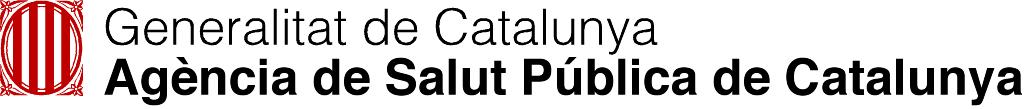 Generalitat de Catalunya
Agència de Salut Pública de Catalunya